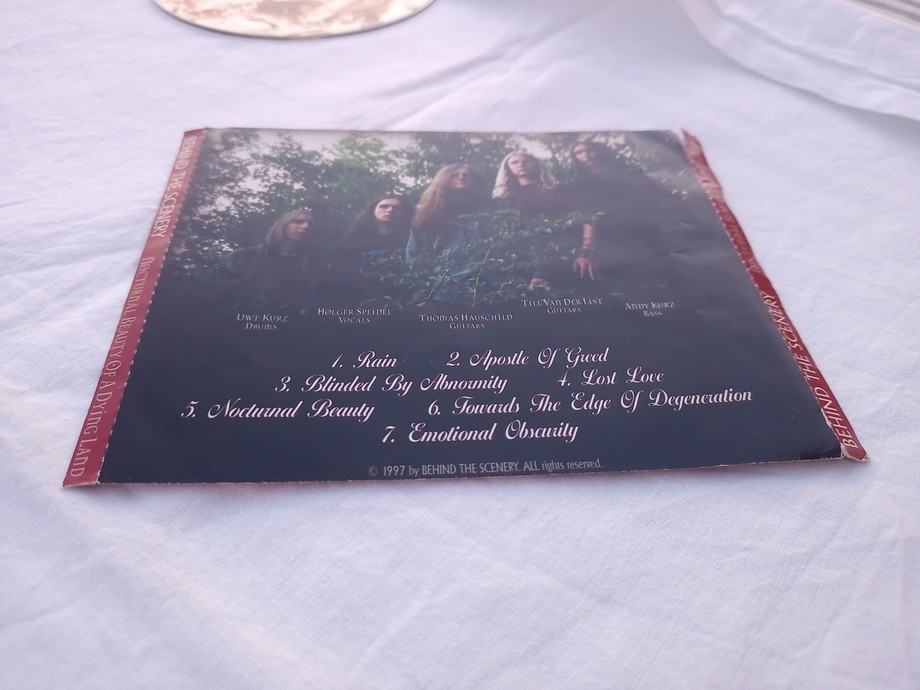 BEHIND THE SCENERY NOCTURNAL BEAUTY OF A DYING LAND
UWE KURZ
DRUMS
HOLGER SPEIDEL
VOCALS
THOMAS HAUSCHILD
GUITARS
TILL VAN DER LIST
GUITARS
ANDY KURZ
BASS
1. Rain 2. Apostle Of Greed
3. Blinded By Abnormity 4. Lost Love
5. Nocturnal Beauty 6. Towards The Edge Of Degeneration
7. Emotional Obscurity
© 1997 by BEHIND THE SCENERY. ALL rights reserved.
BEHIND THE SCENERY